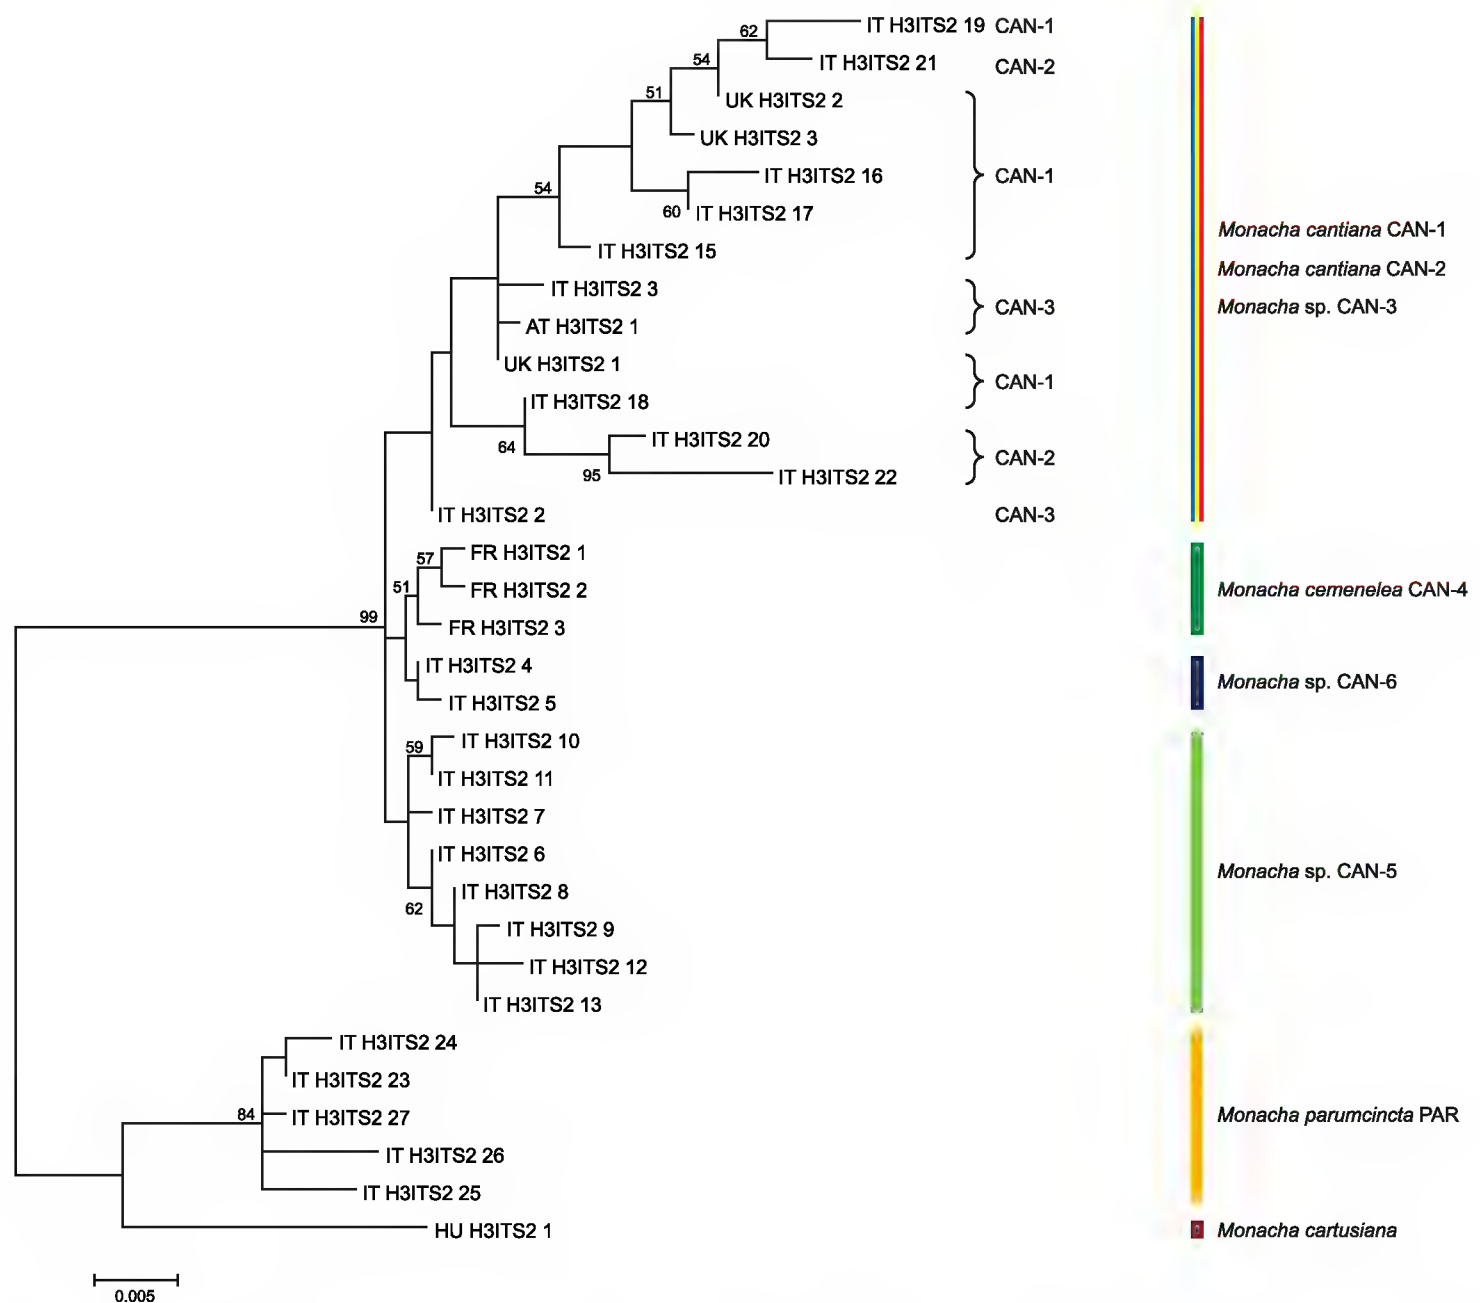 62 IT H3ITS2 19 CAN-1
54 IT H3ITS2 21 CAN-2
51 UK H3ITS2 2
UK H3ITS2 3
IT H3ITS2 16 CAN-1
54
60 IT H3ITS2 17
Monacha cantiana CAN-1
IT H3ITS2 15
Monacha cantiana CAN-2
IT H3ITS2 3
CAN-3 Monacha sp. CAN-3
AT H3ITS2 1
UK H3ITS2 1
CAN-1
IT H3ITS2 18
64 IT H3ITS2 20
CAN-2
95 IT H3ITS2 22
IT H3ITS2 2 CAN-3
57 FR H3ITS2 1
51 FR H3ITS2 2 Monacha cemenelea CAN-4
99 FR H3ITS2 3
IT H3ITS2 4
Monacha sp. CAN-6
IT H3ITS2 5
59 IT H3ITS2 10
IT H3ITS2 11
IT H3ITS2 7
IT H3ITS2 6
Monacha sp. CAN-5
IT H3ITS2 8
62
IT H3ITS2 9
IT H3ITS2 12
IT H3ITS2 13
IT H3ITS2 24
IT H3ITS2 23
84 IT H3ITS2 27 Monacha parumcincta PAR
IT H3ITS2 26
IT H3ITS2 25
HU H3ITS2 1 Monacha cartusiana
0.005